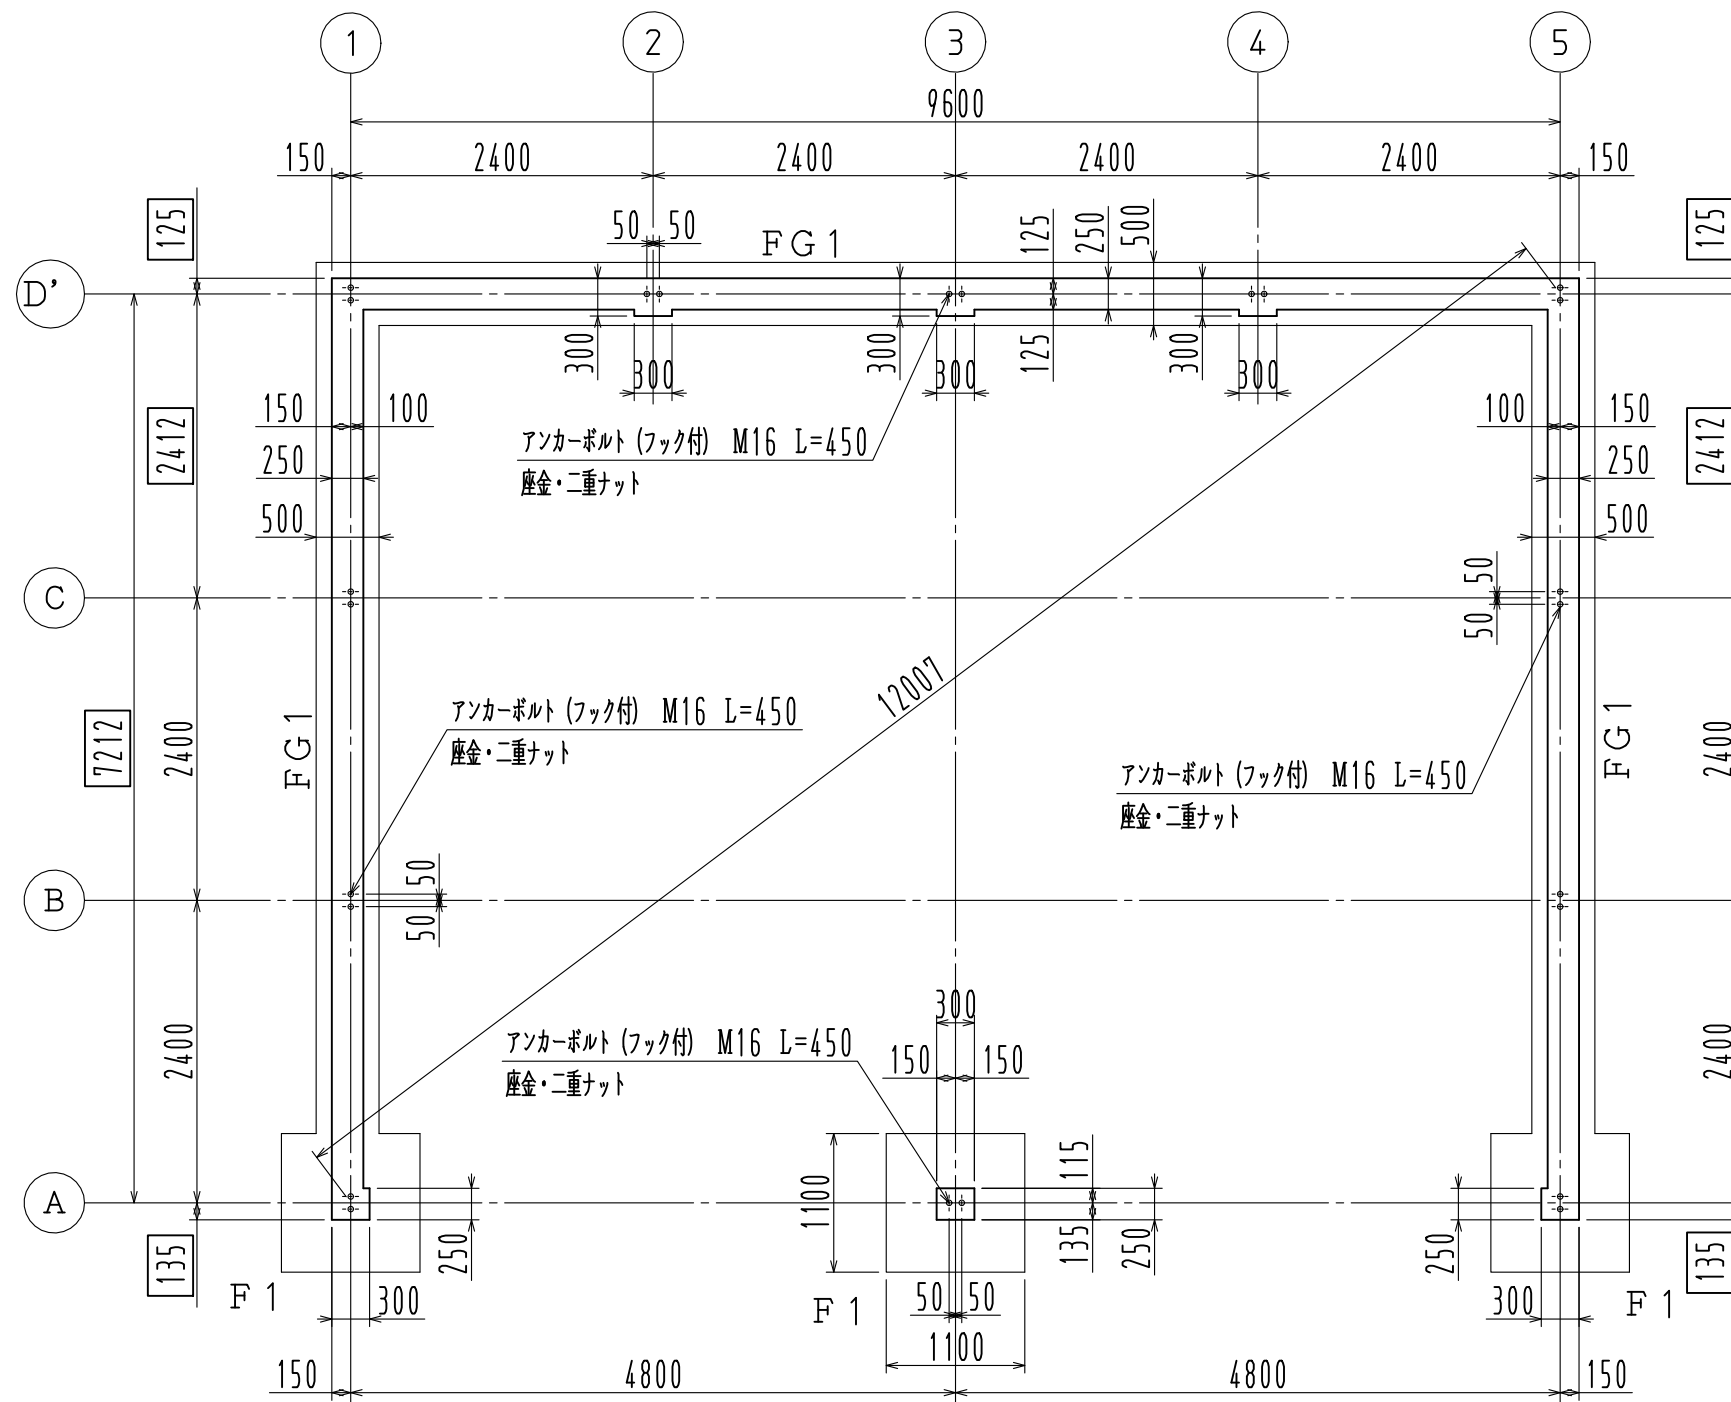 1 2 3 4 5
9600
150 2400 2400 2400 2400 150
125 50 50 FG1 125 250 500 125
D'
300 300 300 125 300 300 300
150 100 100 150
2412 2412
アンカーボルト (フック付) M16 L=450
座金・二重ナット
250 250
500 500
C
50
50
12007
アンカーボルト (フック付) M16 L=450
座金・二重ナット
7212 2400 FG1 FG1 2400
アンカーボルト (フック付) M16 L=450
座金・二重ナット
B
50
50
300
アンカーボルト (フック付) M16 L=450
座金・二重ナット
2400 150 150 2400
A
1100 115
135 250 135 250 250 135
F1 300 F1 50 50 300 F1
1100
150 4800 4800 150